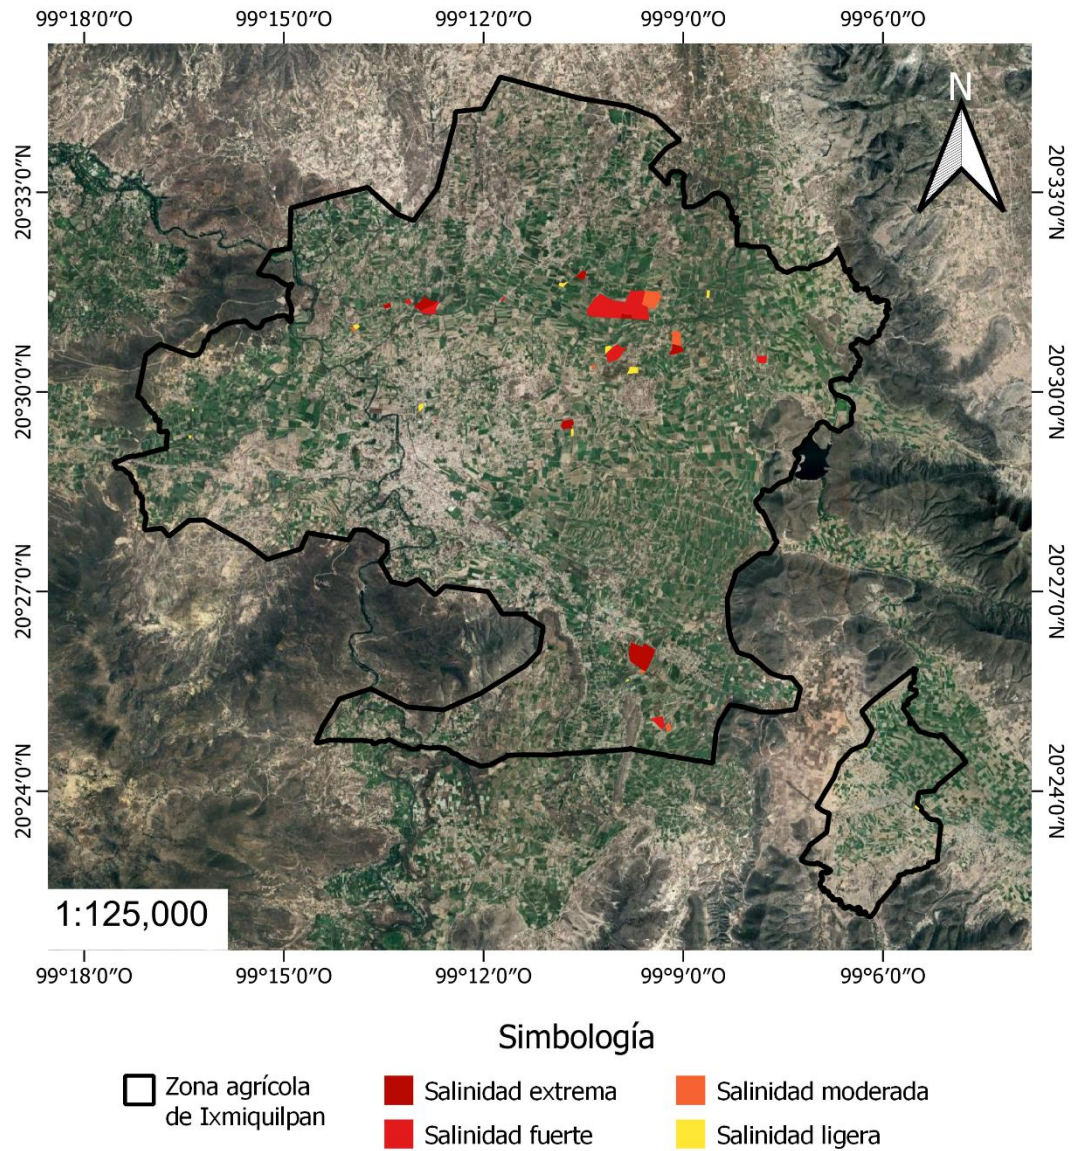 99°18'0"O 99°15'0"O 99°12'0"O 99°9'0"O 99°6'0"O
N
20°33'0"N 20°33'0"N
20°30'0"N 20°30'0"N
20°27'0"N 20°27'0"N
20°24'0"N 20°24'0"N
1:125,000
99°18'0"O 99°15'0"O 99°12'0"O 99°9'0"O 99°6'0"O
Simbología
Zona agrícola
de Ixmiquilpan
Salinidad extrema
Salinidad fuerte
Salinidad moderada
Salinidad ligera